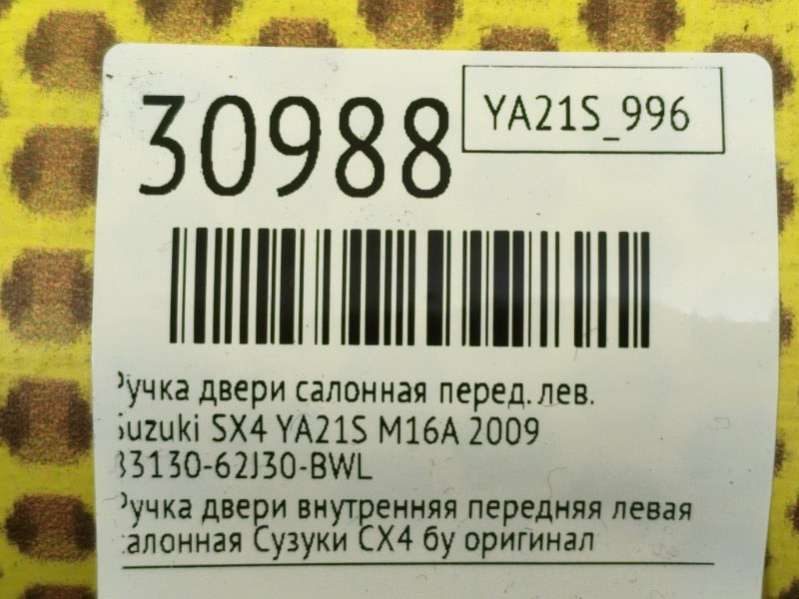 30988
YA21S_996
Ручка двери салонная перед. лев.
Suzuki SX4 YA21S M16A 2009
83130-62J30-BWL
Ручка двери внутренняя передняя левая
салонная Сузуки СХ4 бу оригинал